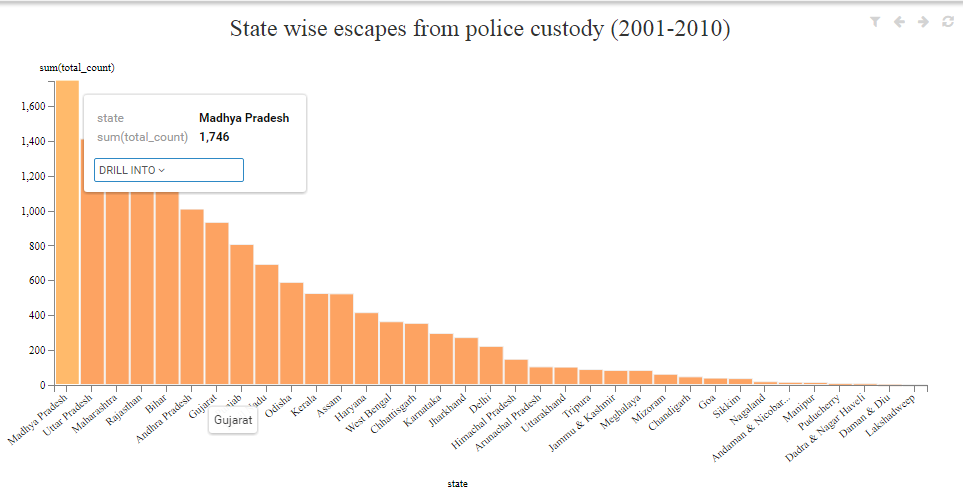 State wise escapes from police custody (2001-2010)
sum(total_count)
1,600
1,400
1,200
1,000
800
600
400
200
0
state Madhya Pradesh
sum(total_count) 1,746
DRILL INTO
Madhya Pradesh
Uttar Pradesh
Maharashtra
Rajasthan
Bihar
Andhra Pradesh
Gujarat
Odisha
Kerala
Assam
Haryana
West Bengal
Chhattisgarh
Karnataka
Jharkhand
Delhi
Himachal Pradesh
Arunachal Pradesh
Uttarakhand
Tripura
Jammu & Kashmir
Meghalaya
Mizoram
Chandigarh
Goa
Sikkim
Nagaland
Andaman & Nicobar...
Manipur
Puducherry
Dadra & Nagar Haveli
Daman & Diu
Lakshadweep
Gujarat
state